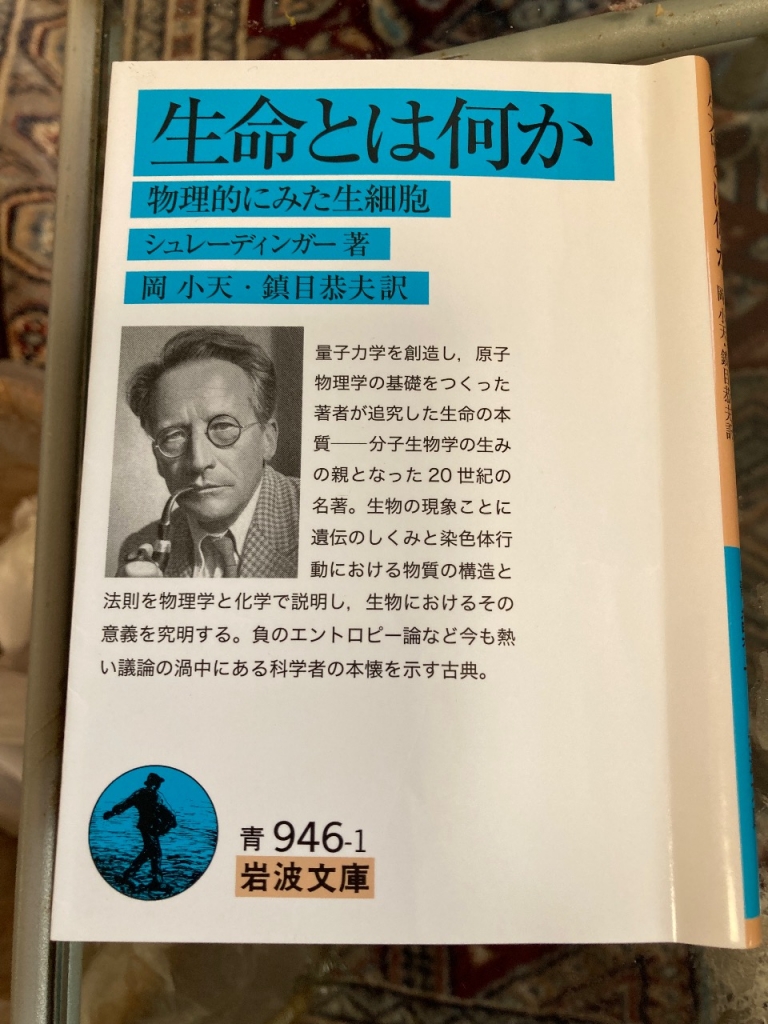 生命とは何か
物理的にみた生細胞
シュレーディンガー 著
岡 小天・鎮目恭夫訳
量子力学を創造し，原子
物理学の基礎をつくった
著者が追究した生命の本
質──分子生物学の生み
の親となった 20 世紀の
名著。生物の現象ことに
遺伝のしくみと染色体行
動における物質の構造と
法則を物理学と化学で説明し，生物におけるその
意義を究明する。負のエントロピー論など今も熱
い議論の渦中にある科学者の本懐を示す古典。
青 946-1
岩波文庫
岡 小天・鎮目恭夫訳